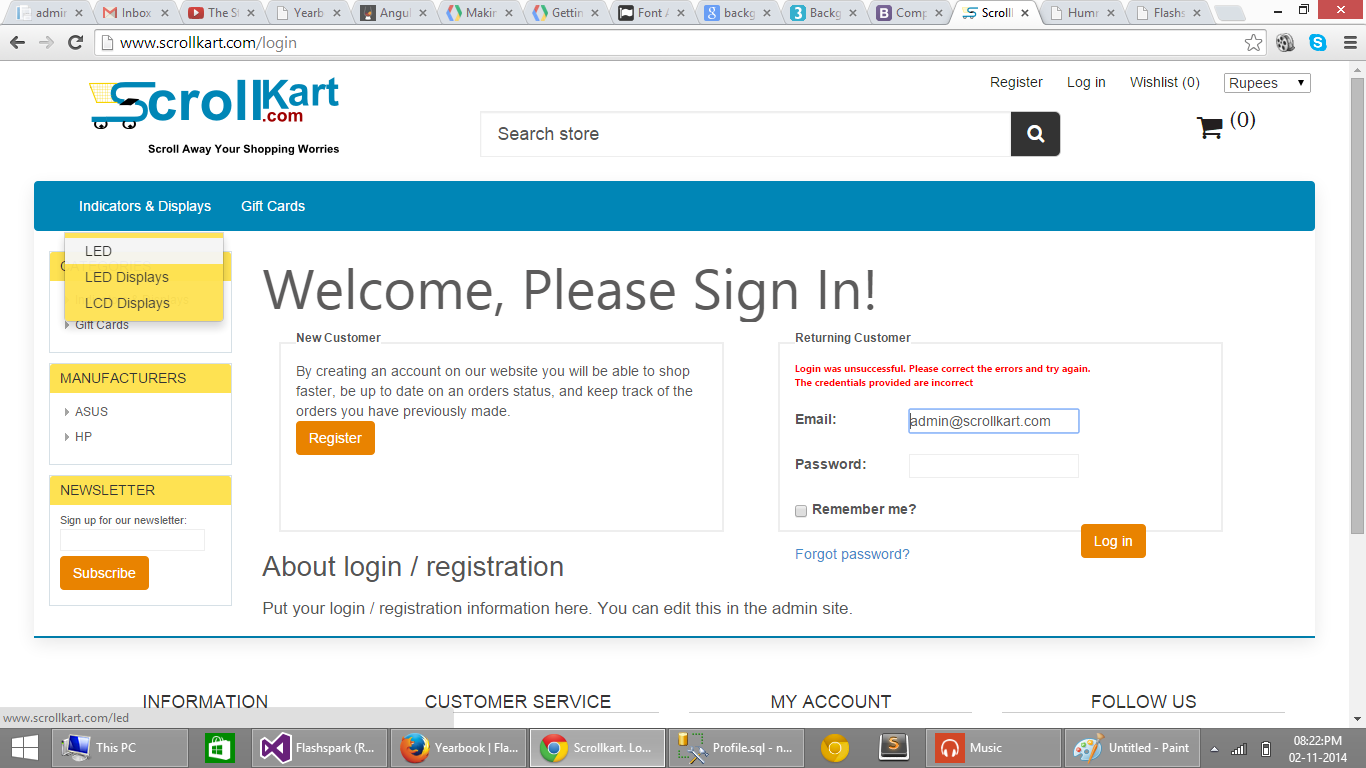 admin
Inbox
The St
Yearb
Angul
Makin
Gettin
Font A
backg
Backg
Comp
Scroll
Humm
Flashs
www.scrollkart.com/login
ScrollKart
.com
Scroll Away Your Shopping Worries
Register Log in Wishlist (0) Rupees
Search store
(0)
Indicators & Displays Gift Cards
LED
LED Displays
LCD Displays
Gift Cards
MANUFACTURERS
ASUS
HP
NEWSLETTER
Sign up for our newsletter:
Subscribe
Welcome, Please Sign In!
New Customer
By creating an account on our website you will be able to shop
faster, be up to date on an orders status, and keep track of the
orders you have previously made.
Register
Returning Customer
Login was unsuccessful. Please correct the errors and try again.
The credentials provided are incorrect
Email: admin@scrollkart.com
Password:
Remember me?
Log in
Forgot password?
About login / registration
Put your login / registration information here. You can edit this in the admin site.
INFORMATION CUSTOMER SERVICE MY ACCOUNT FOLLOW US
www.scrollkart.com/led
This PC
Flashspark (R...
Yearbook | Fla...
Scrollkart. Lo...
Profile.sql - n...
Music
Untitled - Paint
08:22:PM
02-11-2014